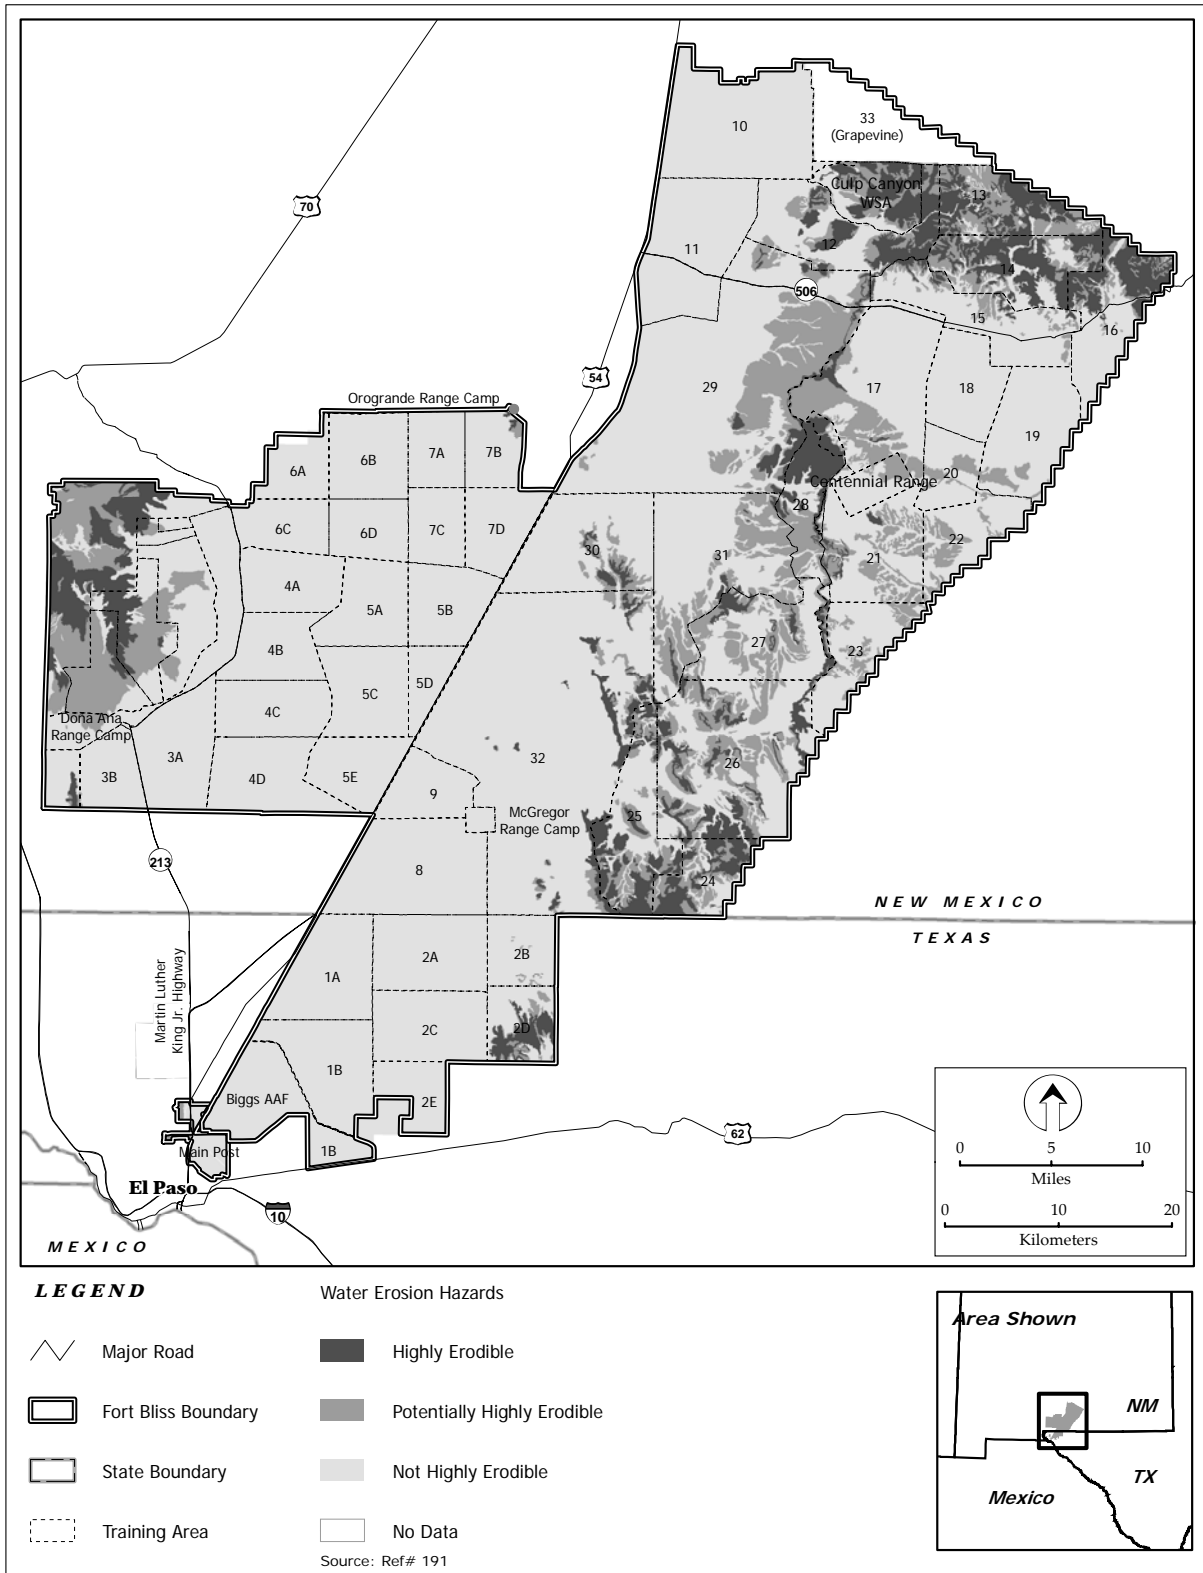 10
33
(Grapevine)
70
Culp Canyon
WSA
13
11
12
14
506
15
16
54
29
17
18
Orogrande Range Camp
19
6A
6B
7A
7B
20
Centennial Range
28
6C
6D
7C
7D
22
30
31
21
4A
5A
5B
27
23
4B
5D
5C
4C
Dona Ana
Range Camp
3A
32
26
3B
4D
5E
9
McGregor
Range Camp
25
213
8
24
NEW MEXICO
TEXAS
2B
2A
1A
Martin Luther
King Jr. Highway
2C
2D
1B
Biggs AAF
2E
62
Main Post
1B
El Paso
10
MEXICO
0 5 10
Miles
0 10 20
Kilometers
LEGEND
Water Erosion Hazards
Major Road
Highly Erodible
Fort Bliss Boundary
Potentially Highly Erodible
State Boundary
Not Highly Erodible
Training Area
No Data
Source: Ref# 191
Area Shown
NM
TX
Mexico